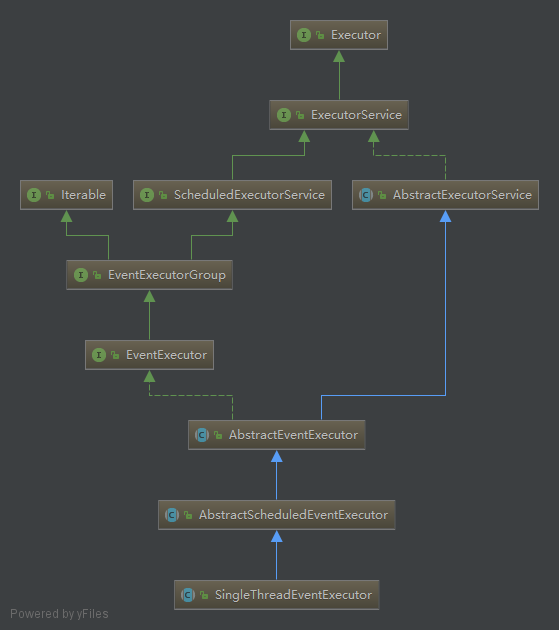 Executor
ExecutorService
Iterable
ScheduledExecutorService
AbstractExecutorService
EventExecutorGroup
EventExecutor
AbstractEventExecutor
AbstractScheduledEventExecutor
SingleThreadEventExecutor
Powered by yFiles